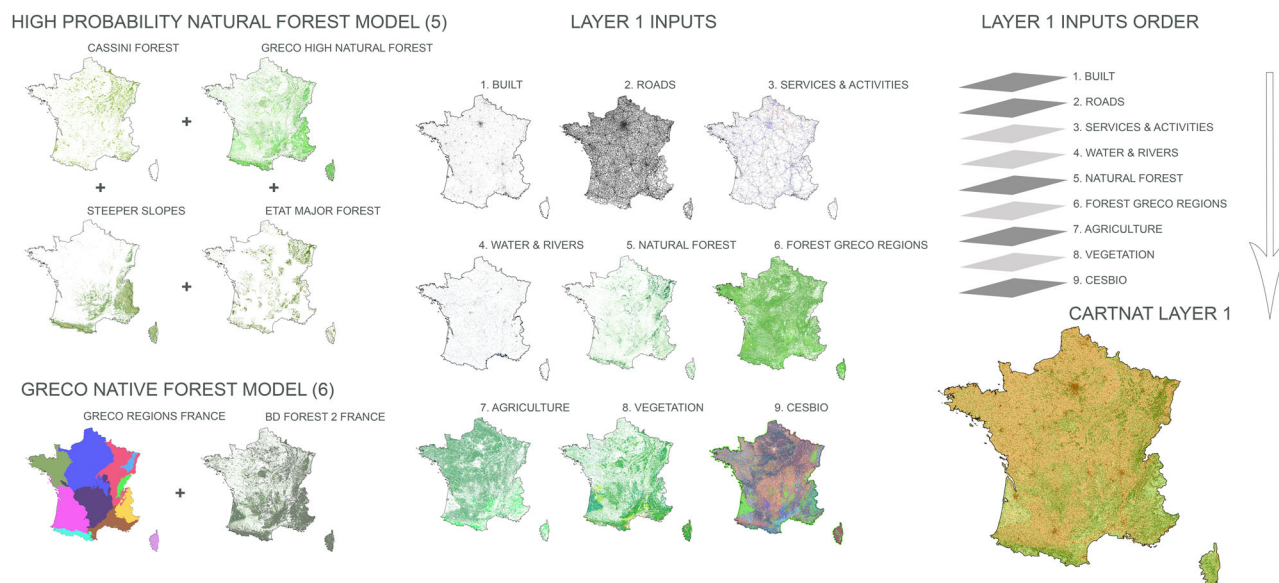 HIGH PROBABILITY NATURAL FOREST MODEL (5)
CASSINI FOREST
GRECO HIGH NATURAL FOREST
+
+
+
STEEPER SLOPES
ETAT MAJOR FOREST
+
GRECO NATIVE FOREST MODEL (6)
GRECO REGIONS FRANCE
BD FOREST 2 FRANCE
+
LAYER 1 INPUTS
1. BUILT
2. ROADS
3. SERVICES & ACTIVITIES
4. WATER & RIVERS
5. NATURAL FOREST
6. FOREST GRECO REGIONS
7. AGRICULTURE
8. VEGETATION
9. CESBIO
LAYER 1 INPUTS ORDER
1. BUILT
2. ROADS
3. SERVICES & ACTIVITIES
4. WATER & RIVERS
5. NATURAL FOREST
6. FOREST GRECO REGIONS
7. AGRICULTURE
8. VEGETATION
9. CESBIO
CARTNAT LAYER 1